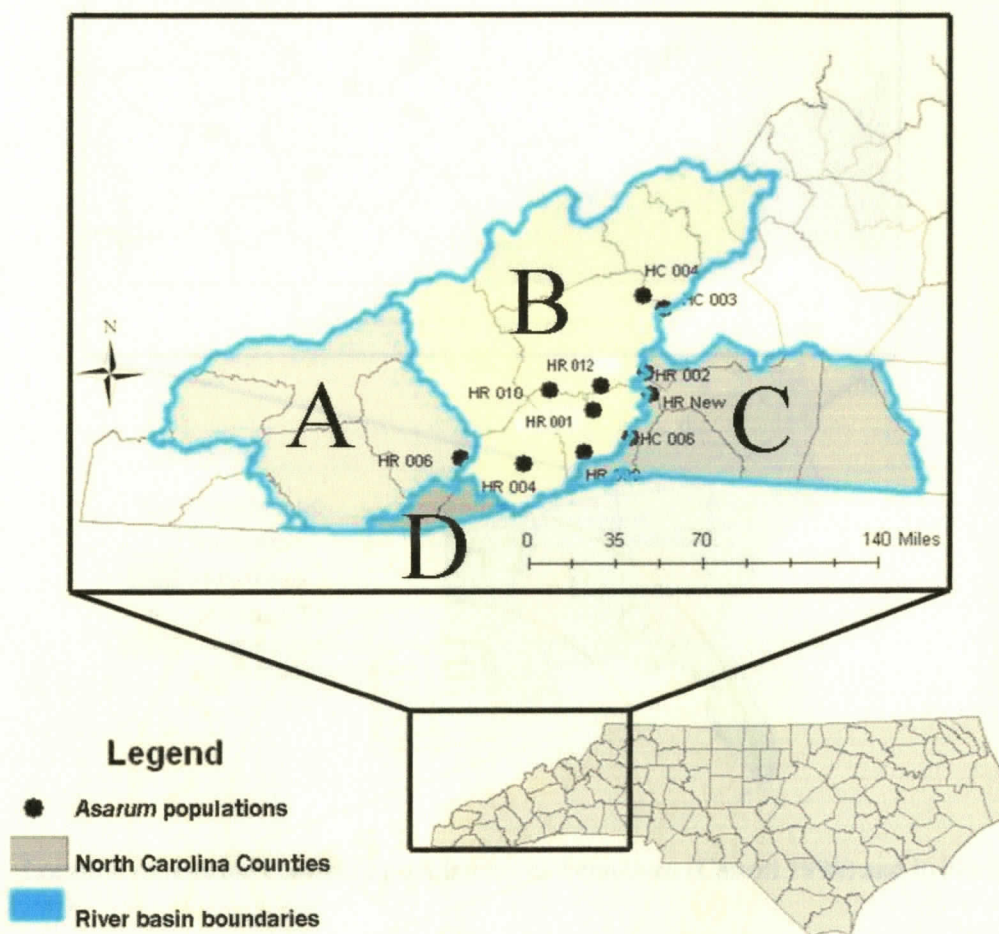 HC 004
B
HC 003
N
HR 012
HR 002
HR 010
HR New
A
HR 001
C
HC 006
HR 006
HR 004
D
0 35 70 140 Miles
Legend
Asarum populations
North Carolina Counties
River basin boundaries